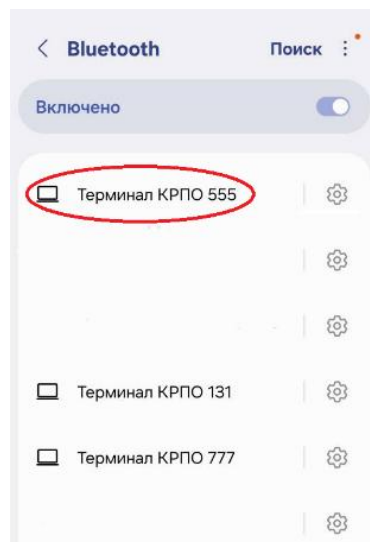 Bluetooth Поиск
Включено
Терминал КРПО 555
Терминал КРПО 131
Терминал КРПО 777